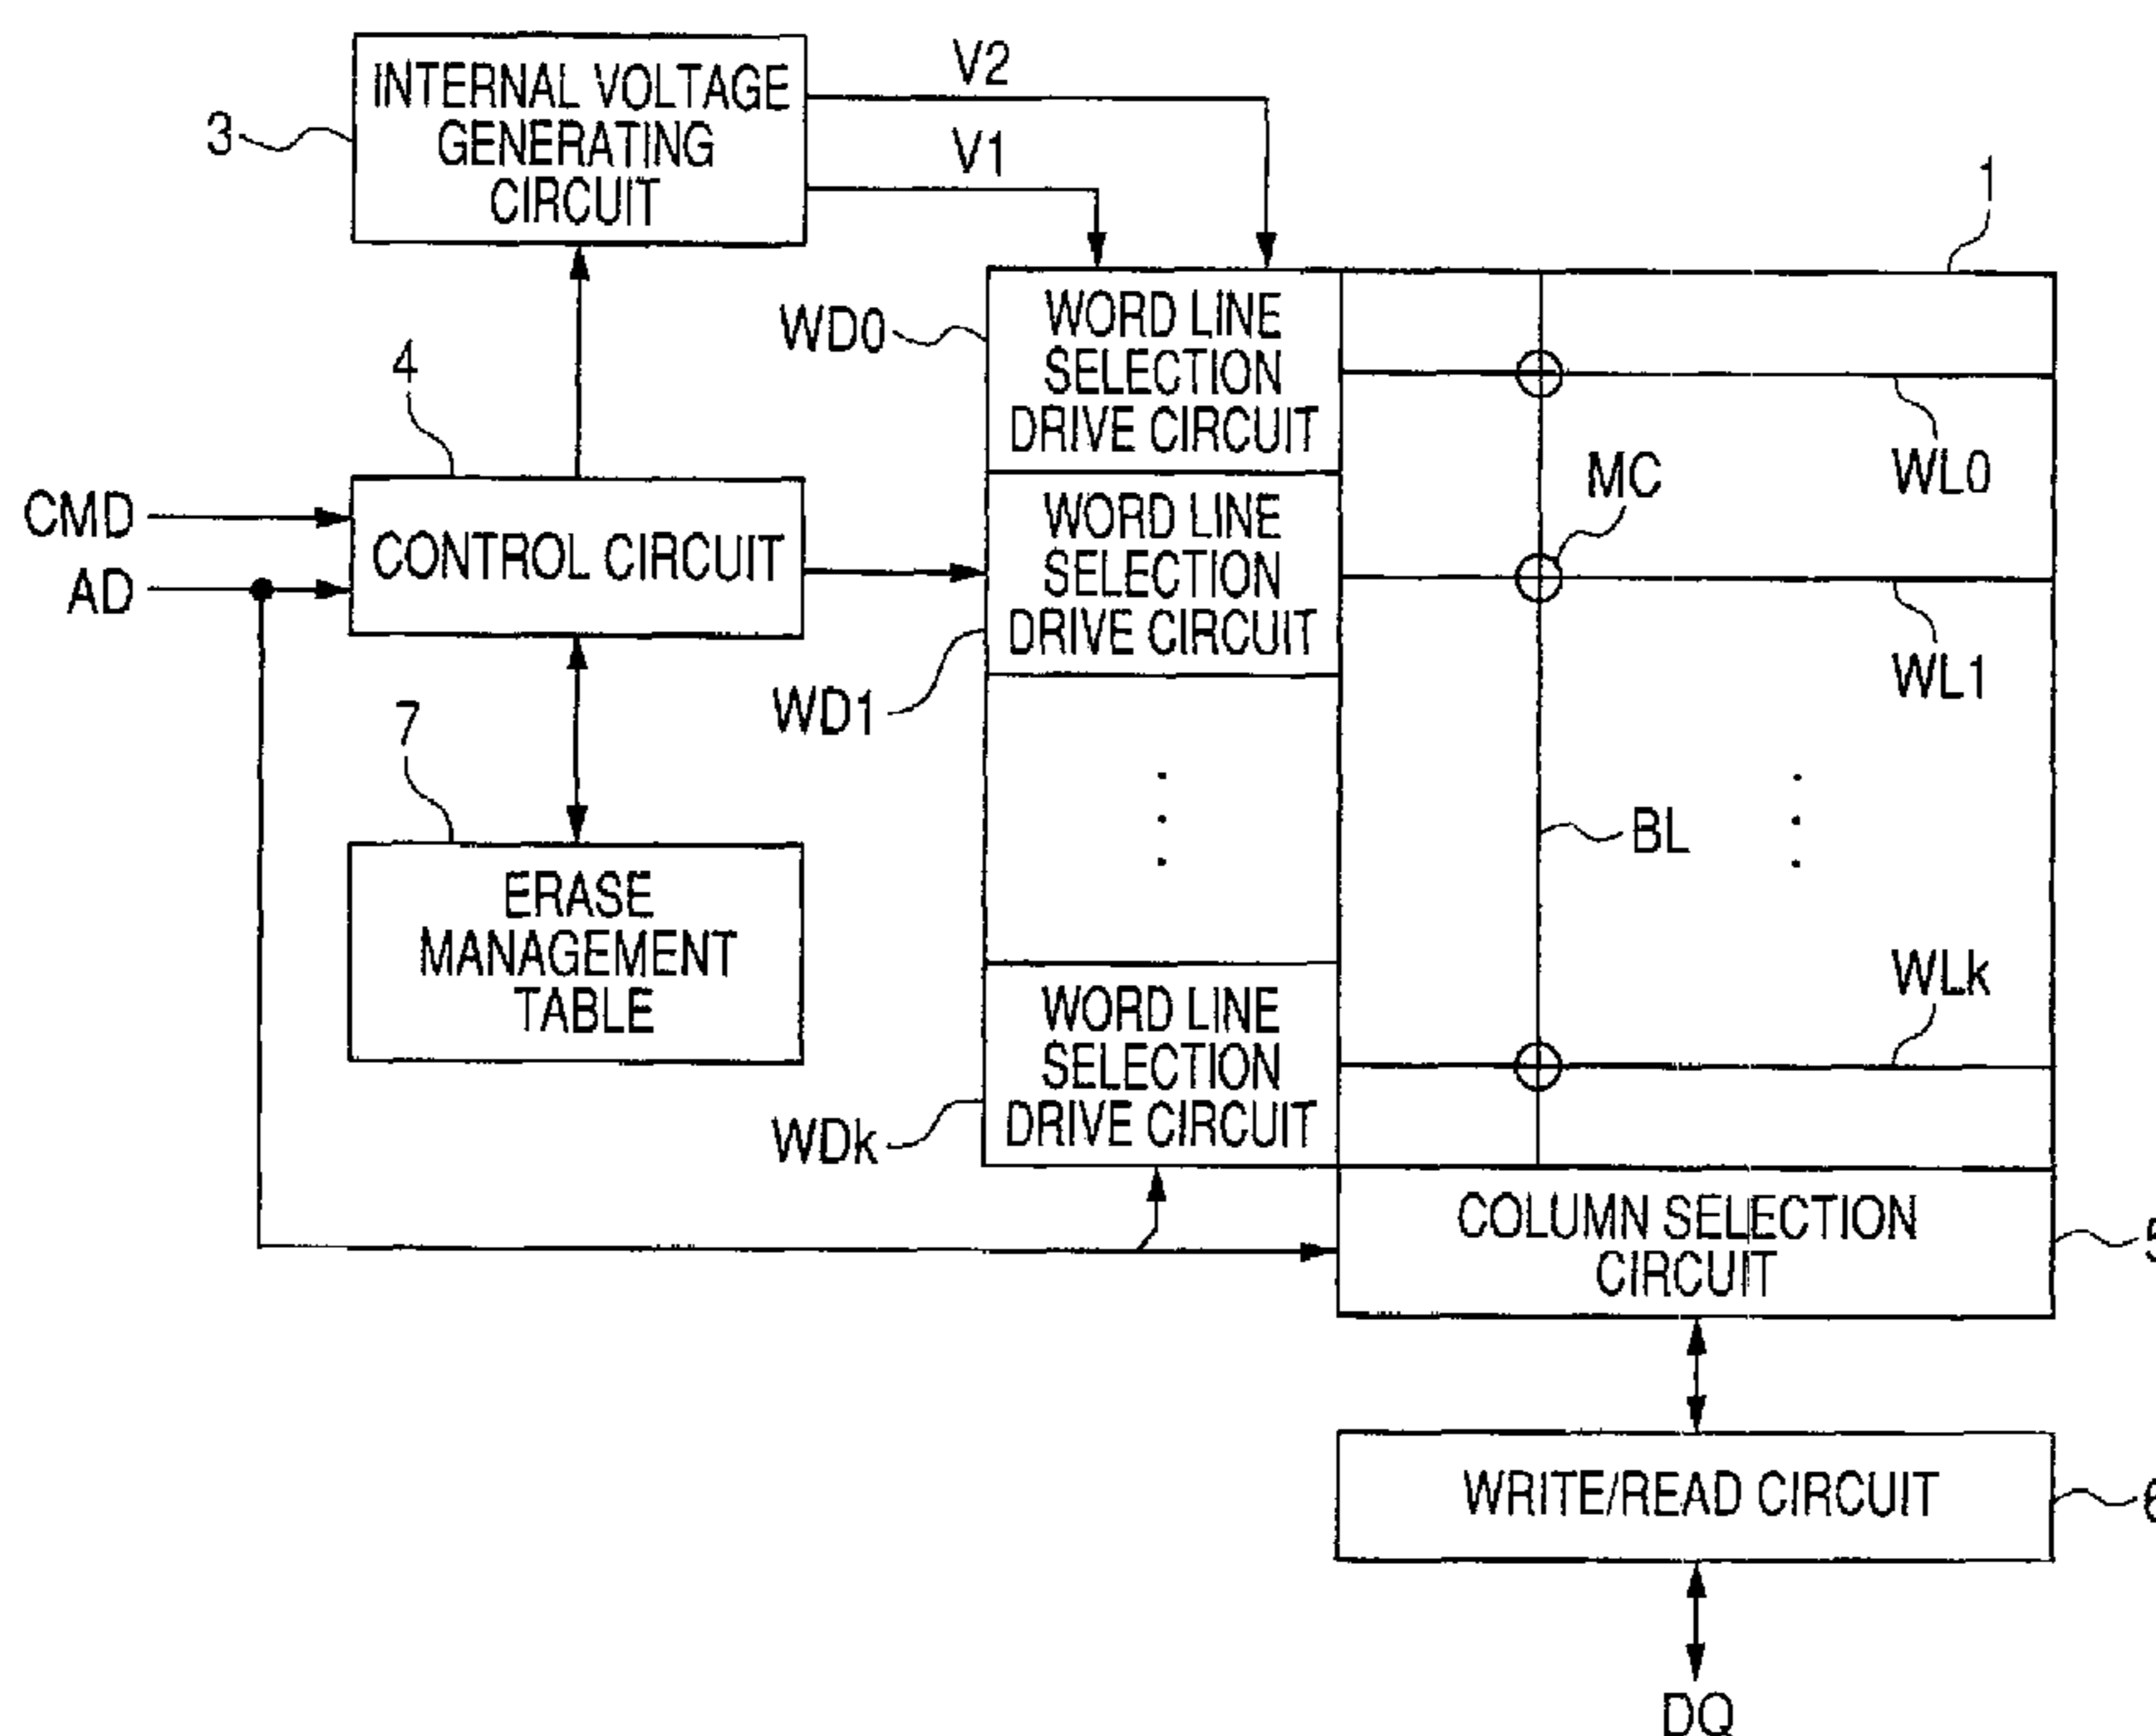 INTERNAL VOLTAGE
GENERATING
CIRCUIT
3
V2
V1
1
WD0
WORD LINE
SELECTION
DRIVE CIRCUIT
WL0
4
CMD
AD
CONTROL CIRCUIT
WORD LINE
SELECTION
DRIVE CIRCUIT
MC
WL1
WD1
7
ERASE
MANAGEMENT
TABLE
BL
WLk
WORD LINE
SELECTION
DRIVE CIRCUIT
WDk
COLUMN SELECTION
CIRCUIT
5
WRITE/READ CIRCUIT
6
DQ